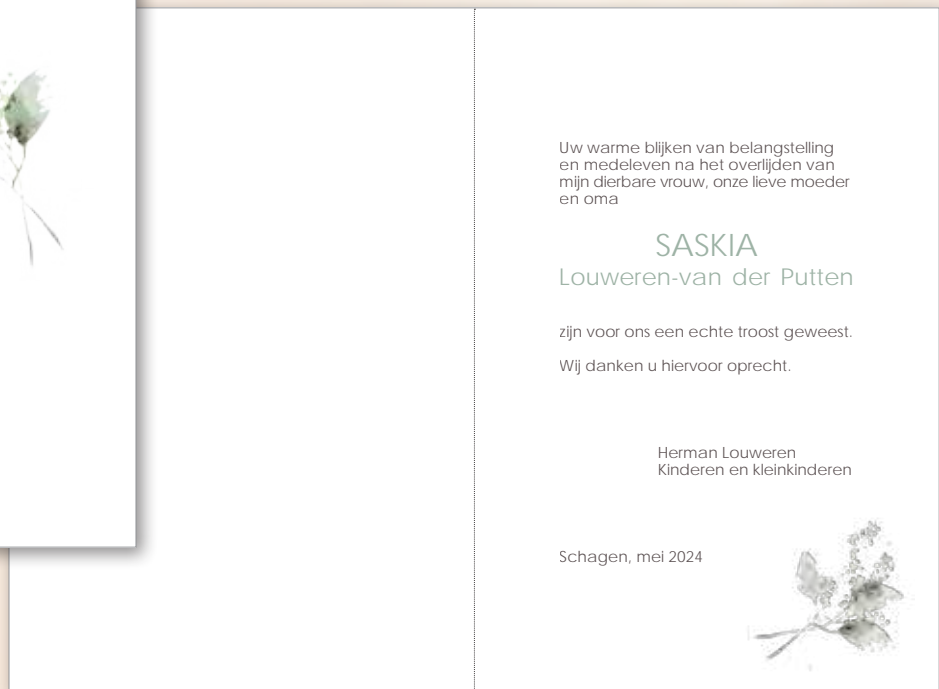 Uw warme blijken van belangstelling
en medeleven na het overlijden van
mijn dierbare vrouw, onze lieve moeder
en oma
SASKIA
Louweren-van der Putten
zijn voor ons een echte troost geweest.
Wij danken u hiervoor oprecht.
Herman Louweren
Kinderen en kleinkinderen
Schagen, mei 2024